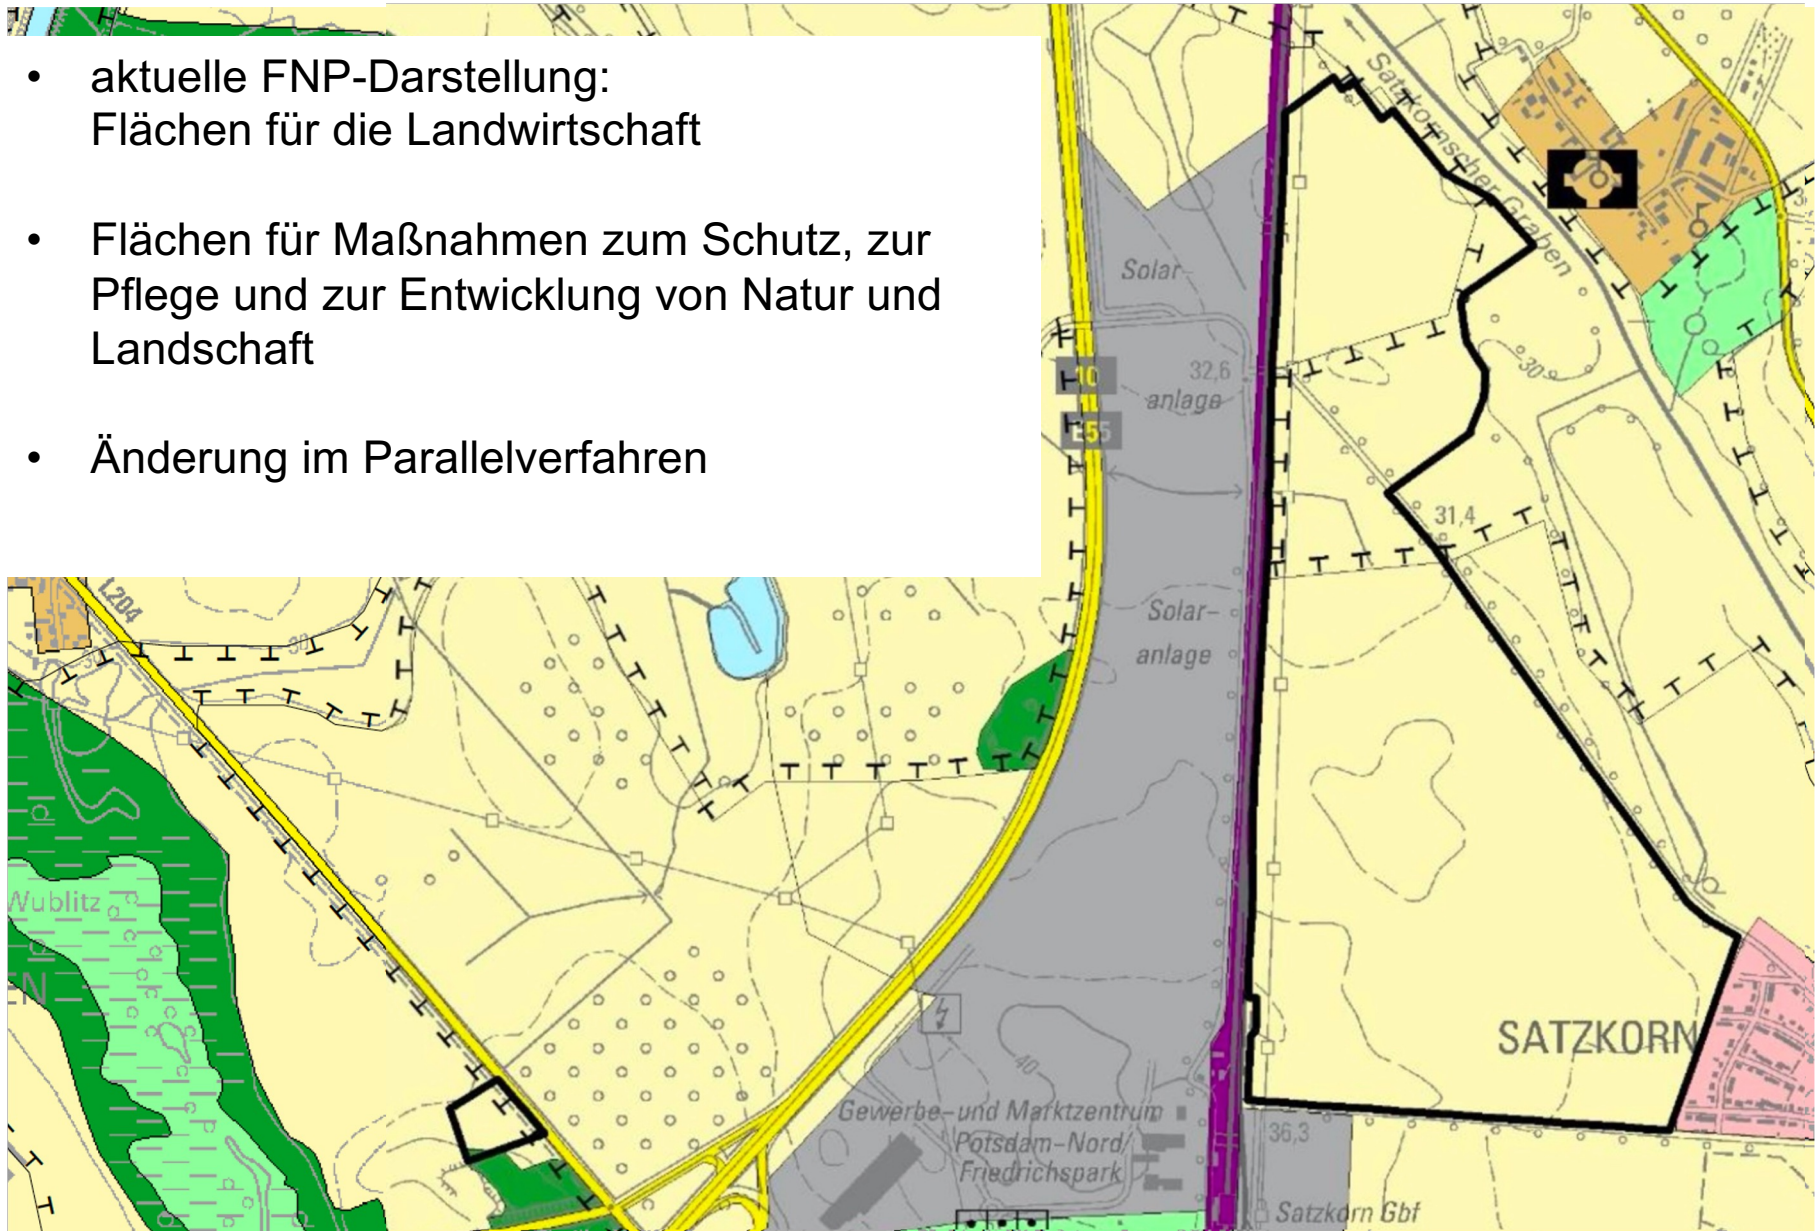 • aktuelle FNP-Darstellung:
Flächen für die Landwirtschaft
• Flächen für Maßnahmen zum Schutz, zur
Pflege und zur Entwicklung von Natur und
Landschaft
• Änderung im Parallelverfahren
Satzkornscher Graben
Solar-
32,6
anlage
10
E55
30
31,4
Solar-
anlage
L204
30
Wublitz
SATZKORN
40
Gewerbe-und Marktzentrum
Potsdam-Nord/
Friedrichspark
36,3
Satzkorn Gbf